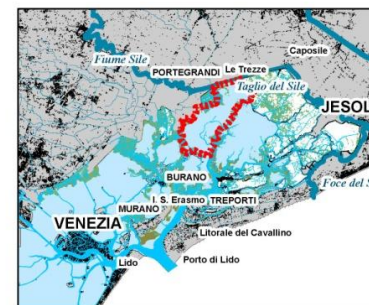 Caposile
Fiume Sile
Le Trezze
PORTEGRANDI
Taglio del Sile
JESOL
BURANO
Foce del S
I. S. Erasmo
TREPORTI
MURANO
VENEZIA
Litorale del Cavallino
Lido
Porto di Lido